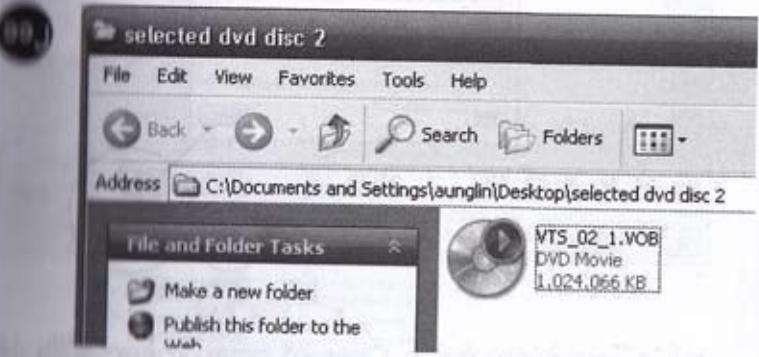 selected dvd disc 2
File Edit View Favorites Tools Help
Back Search Folders
Address C:\Documents and Settings\aunglin\Desktop\selected dvd disc 2
File and Folder Tasks
Make a new folder
Publish this folder to the
Web
VTS_02_1.VOB
DVD Movie
1,024,066 KB